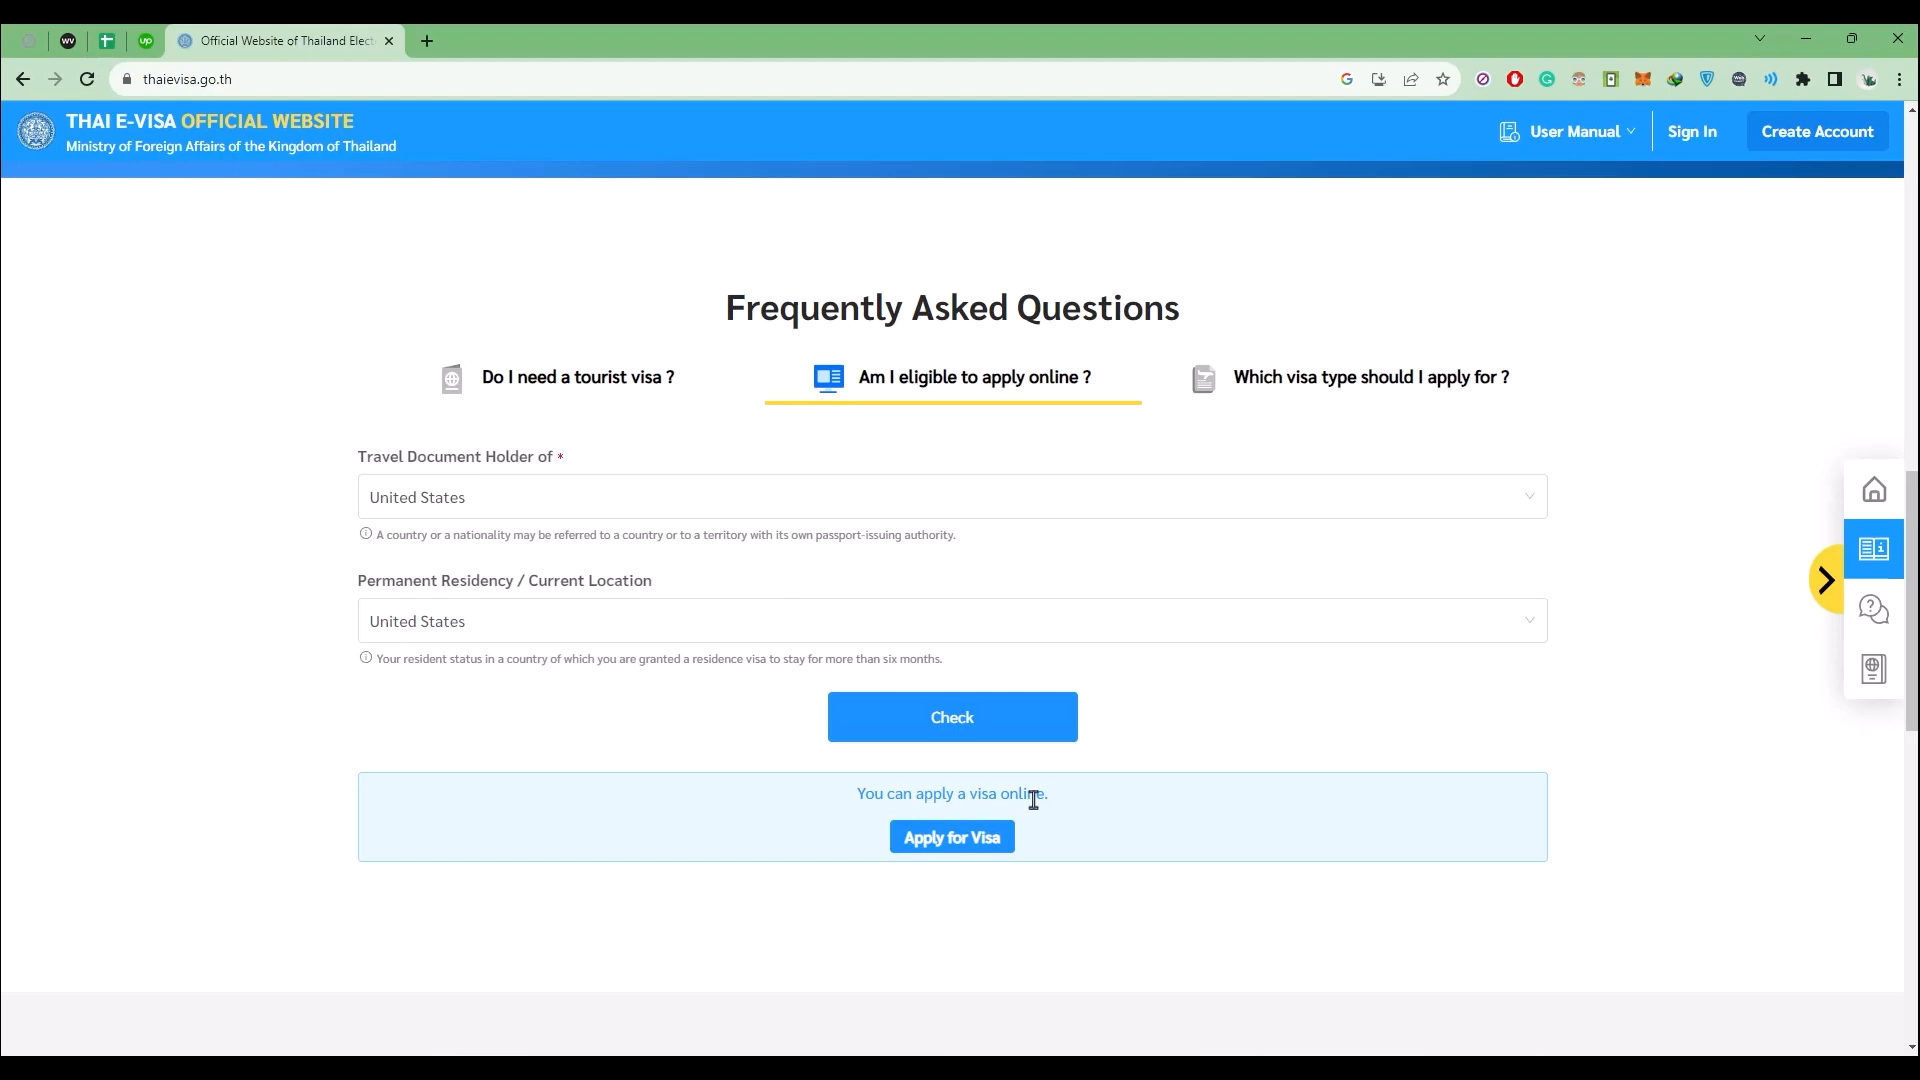 wv
up
Official Website of Thailand Elect
thaievisa.go.th
THAI E-VISA OFFICIAL WEBSITE
Ministry of Foreign Affairs of the Kingdom of Thailand
User Manual
Sign In
Create Account
Frequently Asked Questions
Do I need a tourist visa ?
Am I eligible to apply online ?
Which visa type should I apply for ?
Travel Document Holder of *
United States
A country or a nationality may be referred to a country or to a territory with its own passport-issuing authority.
Permanent Residency / Current Location
United States
Your resident status in a country of which you are granted a residence visa to stay for more than six months.
Check
You can apply a visa online.
Apply for Visa